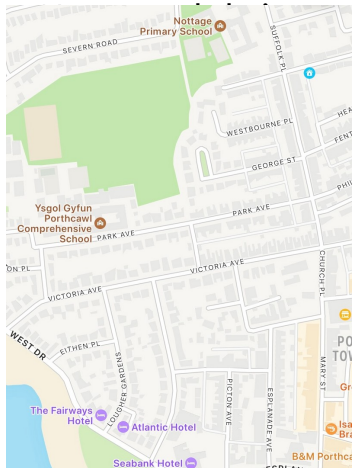 Nottage
Primary School
SEVERN ROAD
SUFFOLK PL
WESTBOURNE PL
GEORGE ST
Ysgol Gyfun
Porthcawl
Comprehensive
School
PARK AVE
PARK AVE
VICTORIA AVE
CHURCH PL
VICTORIA AVE
WEST DR
EITHEN PL
LOUGHER GARDENS
PICTON AVE
ESPLANADE AVE
MARY ST
The Fairways
Hotel
Atlantic Hotel
Seabank Hotel
B&M Porthca